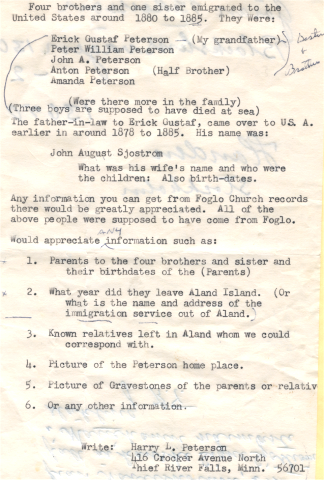 Four brothers and one sister emigrated to the
United States around 1880 to 1885. They Were:
Erick Gustaf Peterson - (My grandfather)
Peter William Peterson
John A. Peterson
Anton Peterson (Half Brother)
Amanda Peterson
Brothers
(Were there more in the family)
(Three boys are supposed to have died at sea)
The father-in-law to Erick Gustaf, came over to U.S. A.
earlier in around 1878 to 1885. His name was:
John August Sjostrom
What was his wife's name and who were
the children: Also birth-dates.
Any information you can get from Foglo Church records
there would be greatly appreciated. All of the
above people were supposed to have come from Foglo.
ANY
Would appreciate information such as:
1. Parents to the four brothers and sister and
their birthdates of the (Parents)
2. What year did they leave Aland Island. (Or
what is the name and address of the
immigration service out of Aland.)
3. Known relatives left in Aland whom we could
correspond with.
4. Picture of the Peterson home place.
5. Picture of Gravestones of the parents or relativ
6. Or any other information.
Write: Harry L. Peterson
416 Crocker Avenue North
Thief River Falls, Minn. 56701